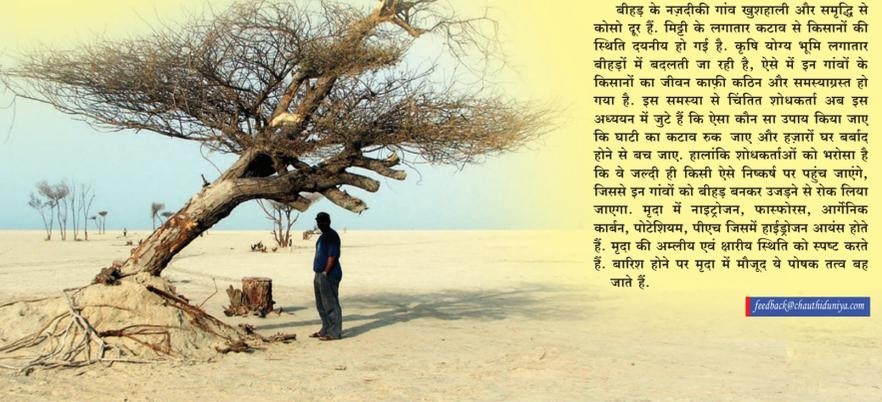 बीहड़ के नज़दीकी गांव खुशहाली और समृद्धि से
कोसो दूर हैं. मिट्टी के लगातार कटाव से किसानों की
स्थिति दयनीय हो गई है. कृषि योग्य भूमि लगातार
बीहड़ों में बदलती जा रही है, ऐसे में इन गांवों के
किसानों का जीवन काफ़ी कठिन और समस्याग्रस्त हो
गया है. इस समस्या से चिंतित शोधकर्ता अब इस
अध्ययन में जुटे हैं कि ऐसा कौन सा उपाय किया जाए
कि घाटी का कटाव रुक जाए और हज़ारों घर बर्बाद
होने से बच जाए. हालांकि शोधकर्ताओं को भरोसा है
कि वे जल्दी ही किसी ऐसे निष्कर्ष पर पहुंच जाएंगे,
जिससे इन गांवों को बीहड़ बनकर उजड़ने से रोक लिया
जाएगा. मृदा में नाइट्रोजन, फास्फोरस, आर्गेनिक
कार्बन, पोटेशियम, पीएच जिसमें हाईड्रोजन आयंस होते
हैं. मृदा की अम्लीय एवं क्षारीय स्थिति को स्पष्ट करते
हैं. बारिश होने पर मृदा में मौजूद ये पोषक तत्व बह
जाते हैं.
feedback@chauthiduniya.com